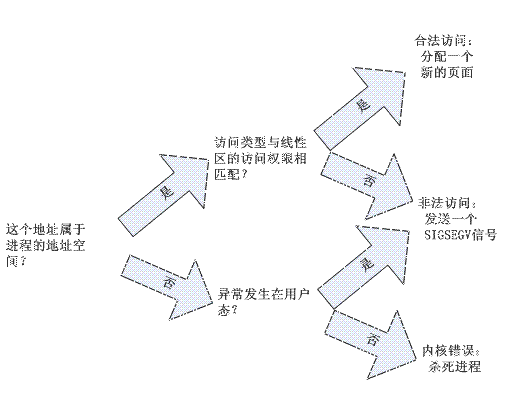 这个地址属于
进程的地址空
间？
是
否
访问类型与线性
区的访问权限相
匹配？
异常发生在用户
态？
是
否
是
否
合法访问：
分配一个
新的页面
非法访问：
发送一个
SIGSEGV信号
内核错误：
杀死进程